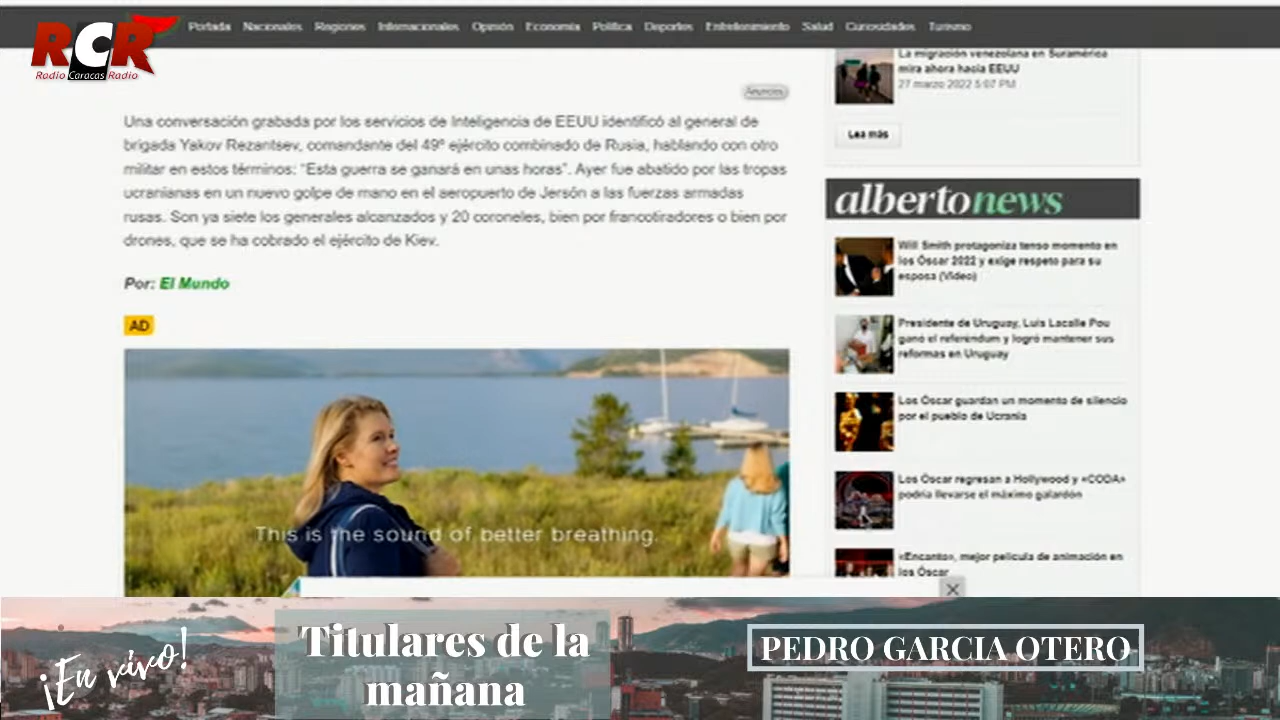 RCR
Radio Caracas Radio
Portada Nacionales Regiones Internacionales Opinión Economía Política Deportes Entretenimiento Salud Curiosidades Turismo
Anuncios
Una conversación grabada por los servicios de Inteligencia de EEUU identificó al general de
brigada Yakov Rezantsev, comandante del 49º ejército combinado de Rusia, hablando con otro
militar en estos términos: “Esta guerra se ganará en unas horas”. Ayer fue abatido por las tropas
ucranianas en un nuevo golpe de mano en el aeropuerto de Jersón a las fuerzas armadas
rusas. Son ya siete los generales alcanzados y 20 coroneles, bien por francotiradores o bien por
drones, que se ha cobrado el ejército de Kiev.
Por: El Mundo
AD
This is the sound of better breathing.
La migración venezolana en Suramérica
mira ahora hacia EEUU
27 marzo 2022 5:07 PM
Lea más
albertonews
Will Smith protagoniza tenso momento en
los Óscar 2022 y exige respeto para su
esposa (Video)
Presidente de Uruguay, Luis Lacalle Pou
ganó el referéndum y logró mantener sus
reformas en Uruguay
Los Óscar guardan un momento de silencio
por el pueblo de Ucrania
Los Óscar regresan a Hollywood y «CODA»
podría llevarse el máximo galardón
«Encanto», mejor película de animación en
los Óscar
¡En vivo!
Titulares de la
mañana
PEDRO GARCIA OTERO